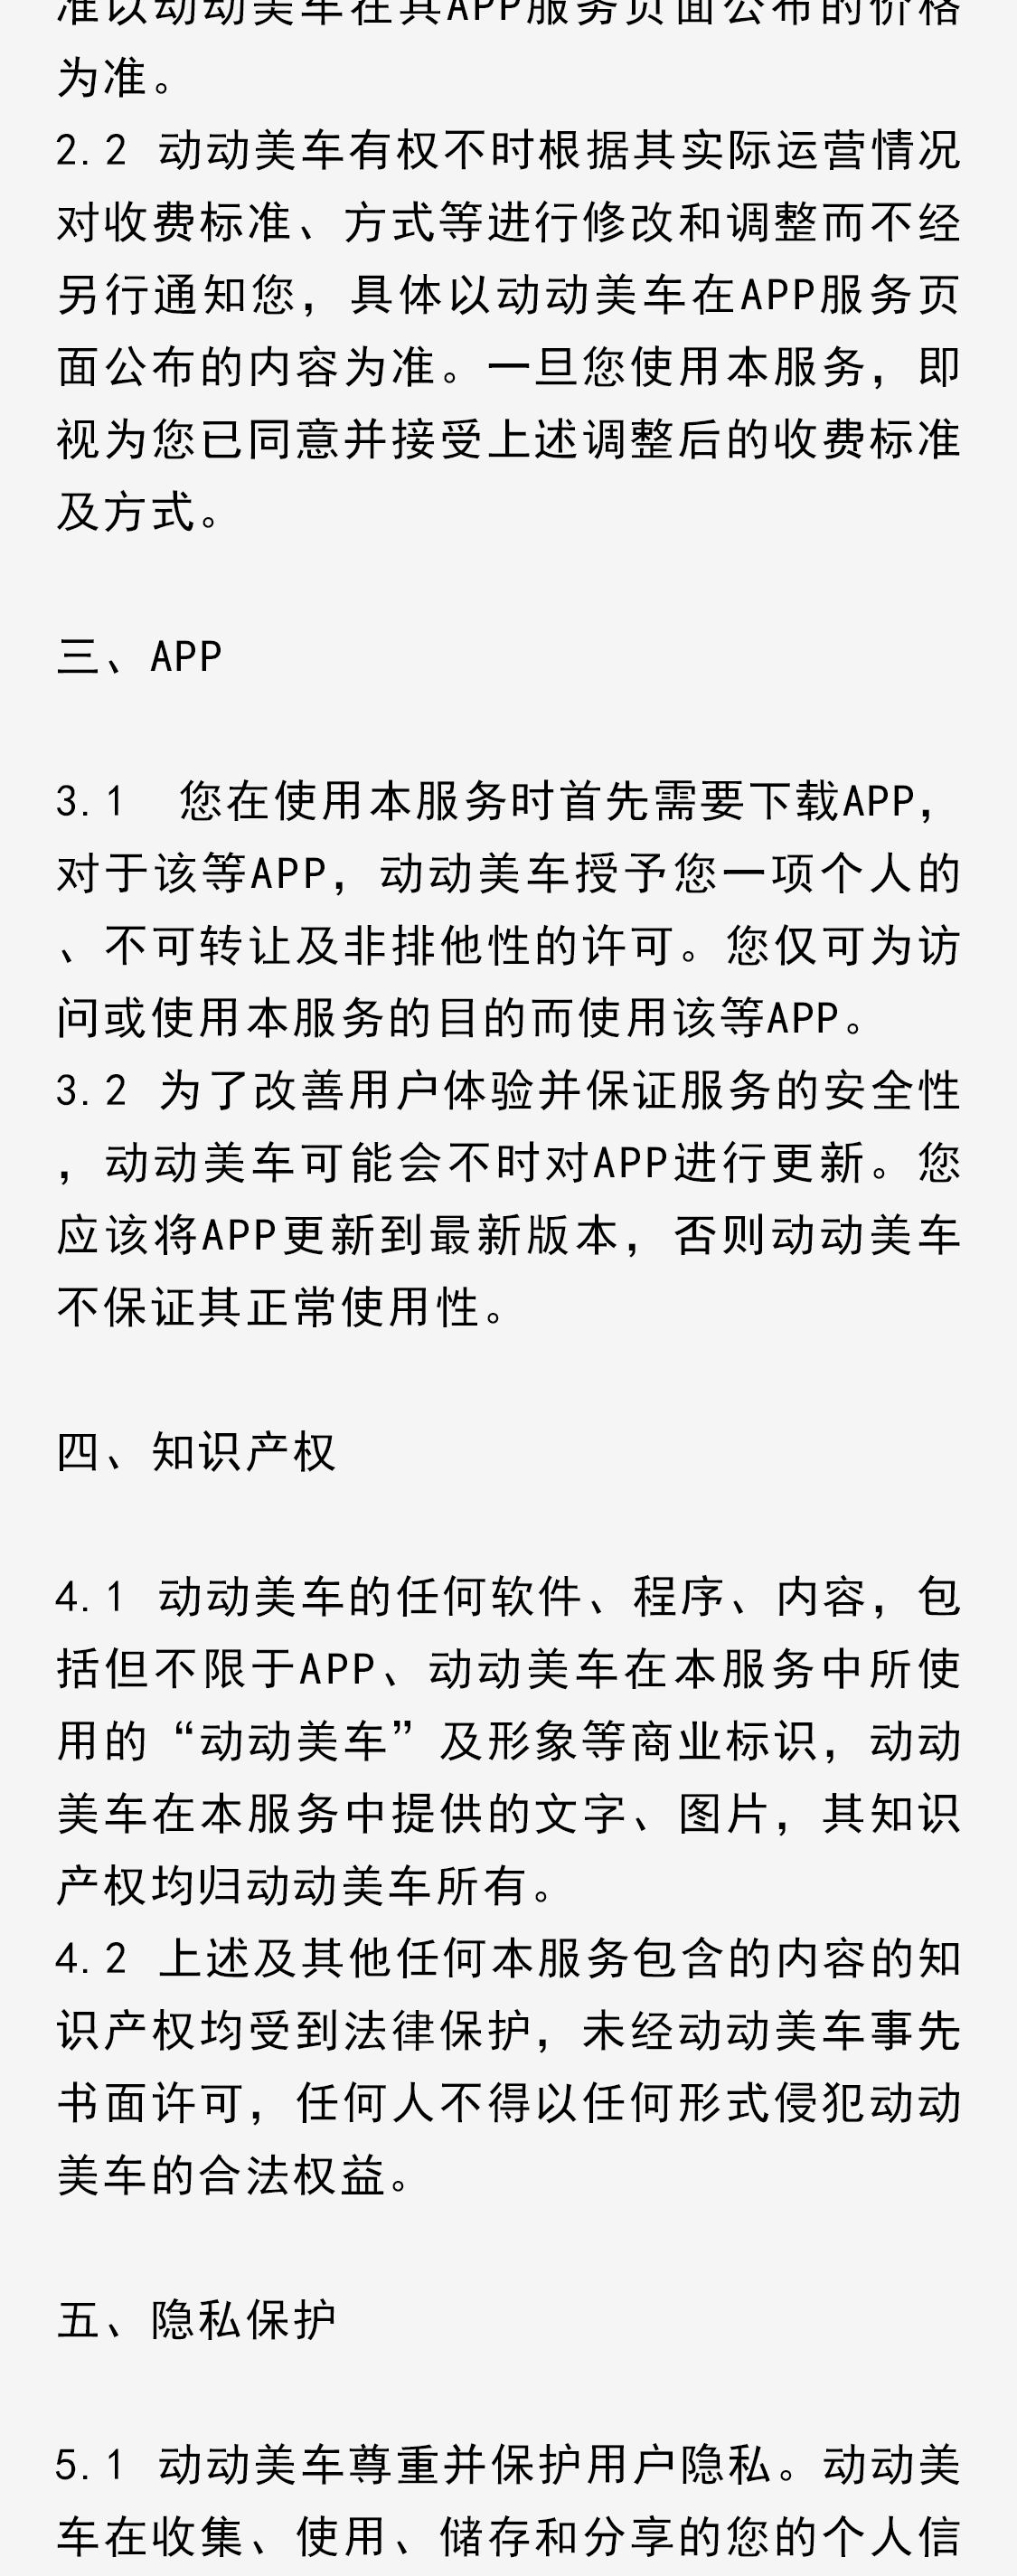 准以动动美车在其APP服务页面公布的价格
为准。
2.2 动动美车有权不时根据其实际运营情况
对收费标准、方式等进行修改和调整而不经
另行通知您，具体以动动美车在APP服务页
面公布的内容为准。一旦您使用本服务，即
视为您已同意并接受上述调整后的收费标准
及方式。
三、APP
3.1  您在使用本服务时首先需要下载APP，
对于该等APP，动动美车授予您一项个人的
、不可转让及非排他性的许可。您仅可为访
问或使用本服务的目的而使用该等APP。
3.2 为了改善用户体验并保证服务的安全性
，动动美车可能会不时对APP进行更新。您
应该将APP更新到最新版本，否则动动美车
不保证其正常使用性。
四、知识产权
4.1 动动美车的任何软件、程序、内容，包
括但不限于APP、动动美车在本服务中所使
用的“动动美车”及形象等商业标识，动动
美车在本服务中提供的文字、图片，其知识
产权均归动动美车所有。
4.2 上述及其他任何本服务包含的内容的知
识产权均受到法律保护，未经动动美车事先
书面许可，任何人不得以任何形式侵犯动动
美车的合法权益。
五、隐私保护
5.1 动动美车尊重并保护用户隐私。动动美
车在收集、使用、储存和分享的您的个人信